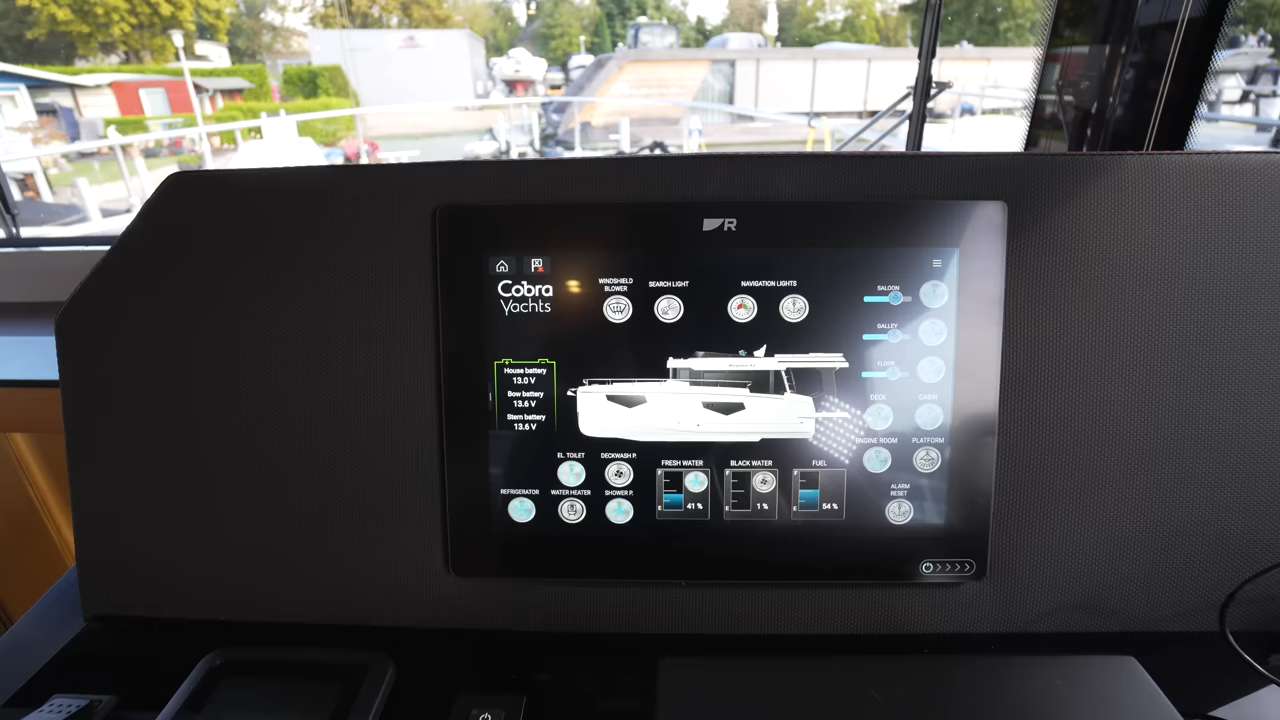 R
Cobra
Yachts
WINDSHIELD
BLOWER
SEARCH LIGHT
NAVIGATION LIGHTS
SALOON
GALLEY
FLOOR
DECK
CABIN
ENGINE ROOM
PLATFORM
ALARM
RESET
House battery
13.0 V
Bow battery
13.6 V
Stern battery
13.6 V
EL. TOILET
DECKWASH P.
REFRIGERATOR
WATER HEATER
SHOWER P.
FRESH WATER
F
E
41 %
BLACK WATER
F
E
1 %
FUEL
F
E
54 %